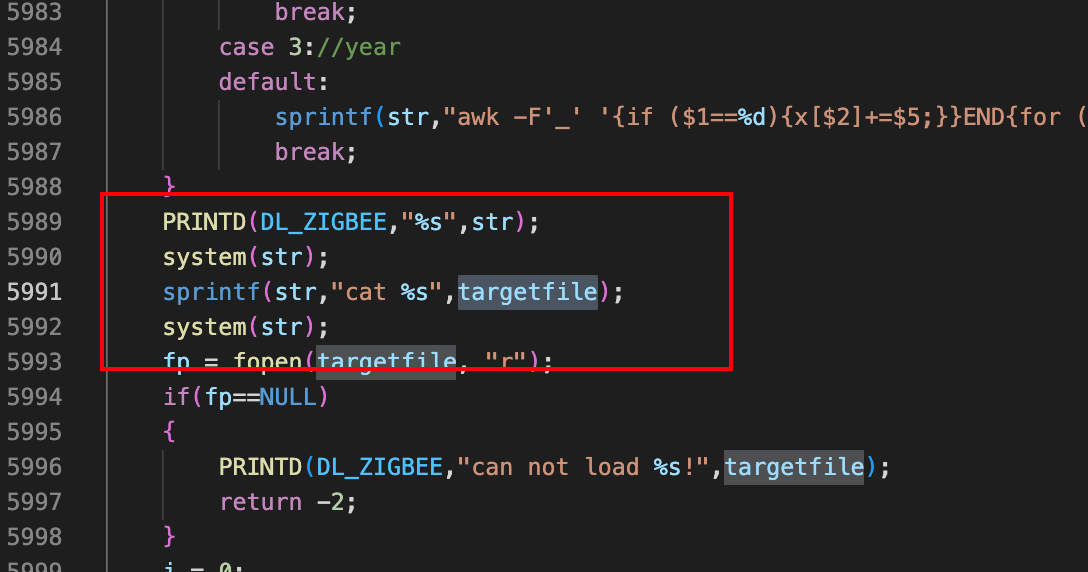 5983 break;
5984 case 3://year
5985 default:
5986 sprintf(str,"awk -F'_' '{if ($1==%d){x[$2]+=$5;}}END{for (
5987 break;
5988 }
5989 PRINTD(DL_ZIGBEE,"%s",str);
5990 system(str);
5991 sprintf(str,"cat %s",targetfile);
5992 system(str);
5993 fp = fopen(targetfile, "r");
5994 if(fp==NULL)
5995 {
5996 PRINTD(DL_ZIGBEE,"can not load %s!",targetfile);
5997 return -2;
5998 }
5999 i = 0;